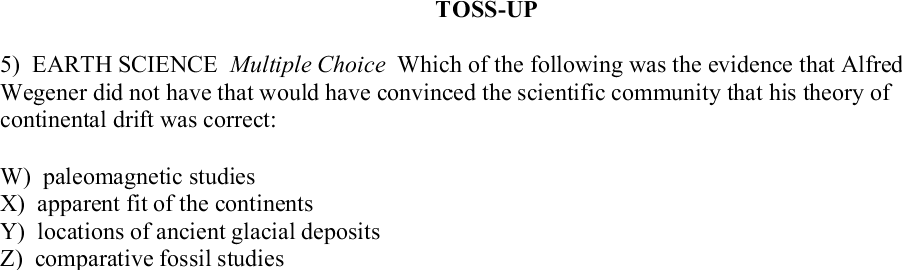 TOSS-UP
5) EARTH SCIENCE Multiple Choice Which of the following was the evidence that Alfred
Wegener did not have that would have convinced the scientific community that his theory of
continental drift was correct:
W) paleomagnetic studies
X) apparent fit of the continents
Y) locations of ancient glacial deposits
Z) comparative fossil studies